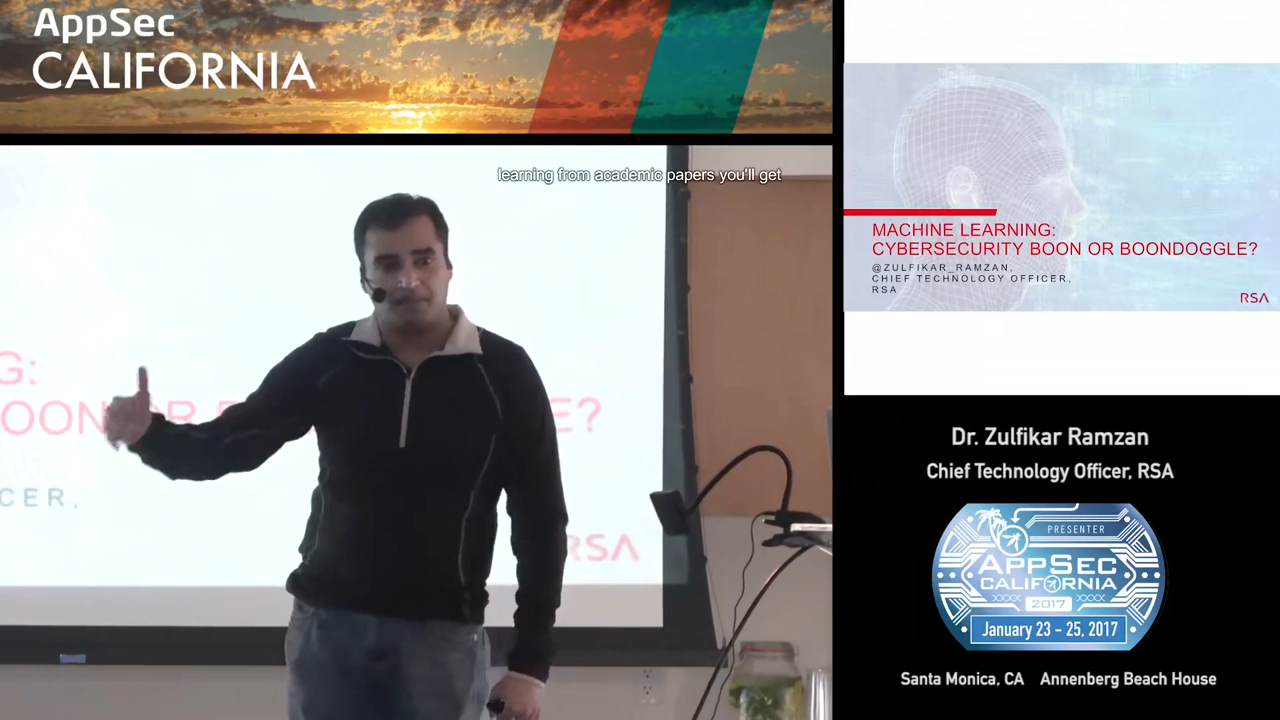 AppSec
CALIFORNIA
learning from academic papers you'll get
G:
OON OR B E?
CER,
RSA
MACHINE LEARNING:
CYBERSECURITY BOON OR BOONDOGGLE?
@ZULFIKAR_RAMZAN,
CHIEF TECHNOLOGY OFFICER,
RSA
RSA
Dr. Zulfikar Ramzan
Chief Technology Officer, RSA
PRESENTER
APPSEC
CALIFORNIA
2017
January 23 - 25, 2017
Santa Monica, CA Annenberg Beach House